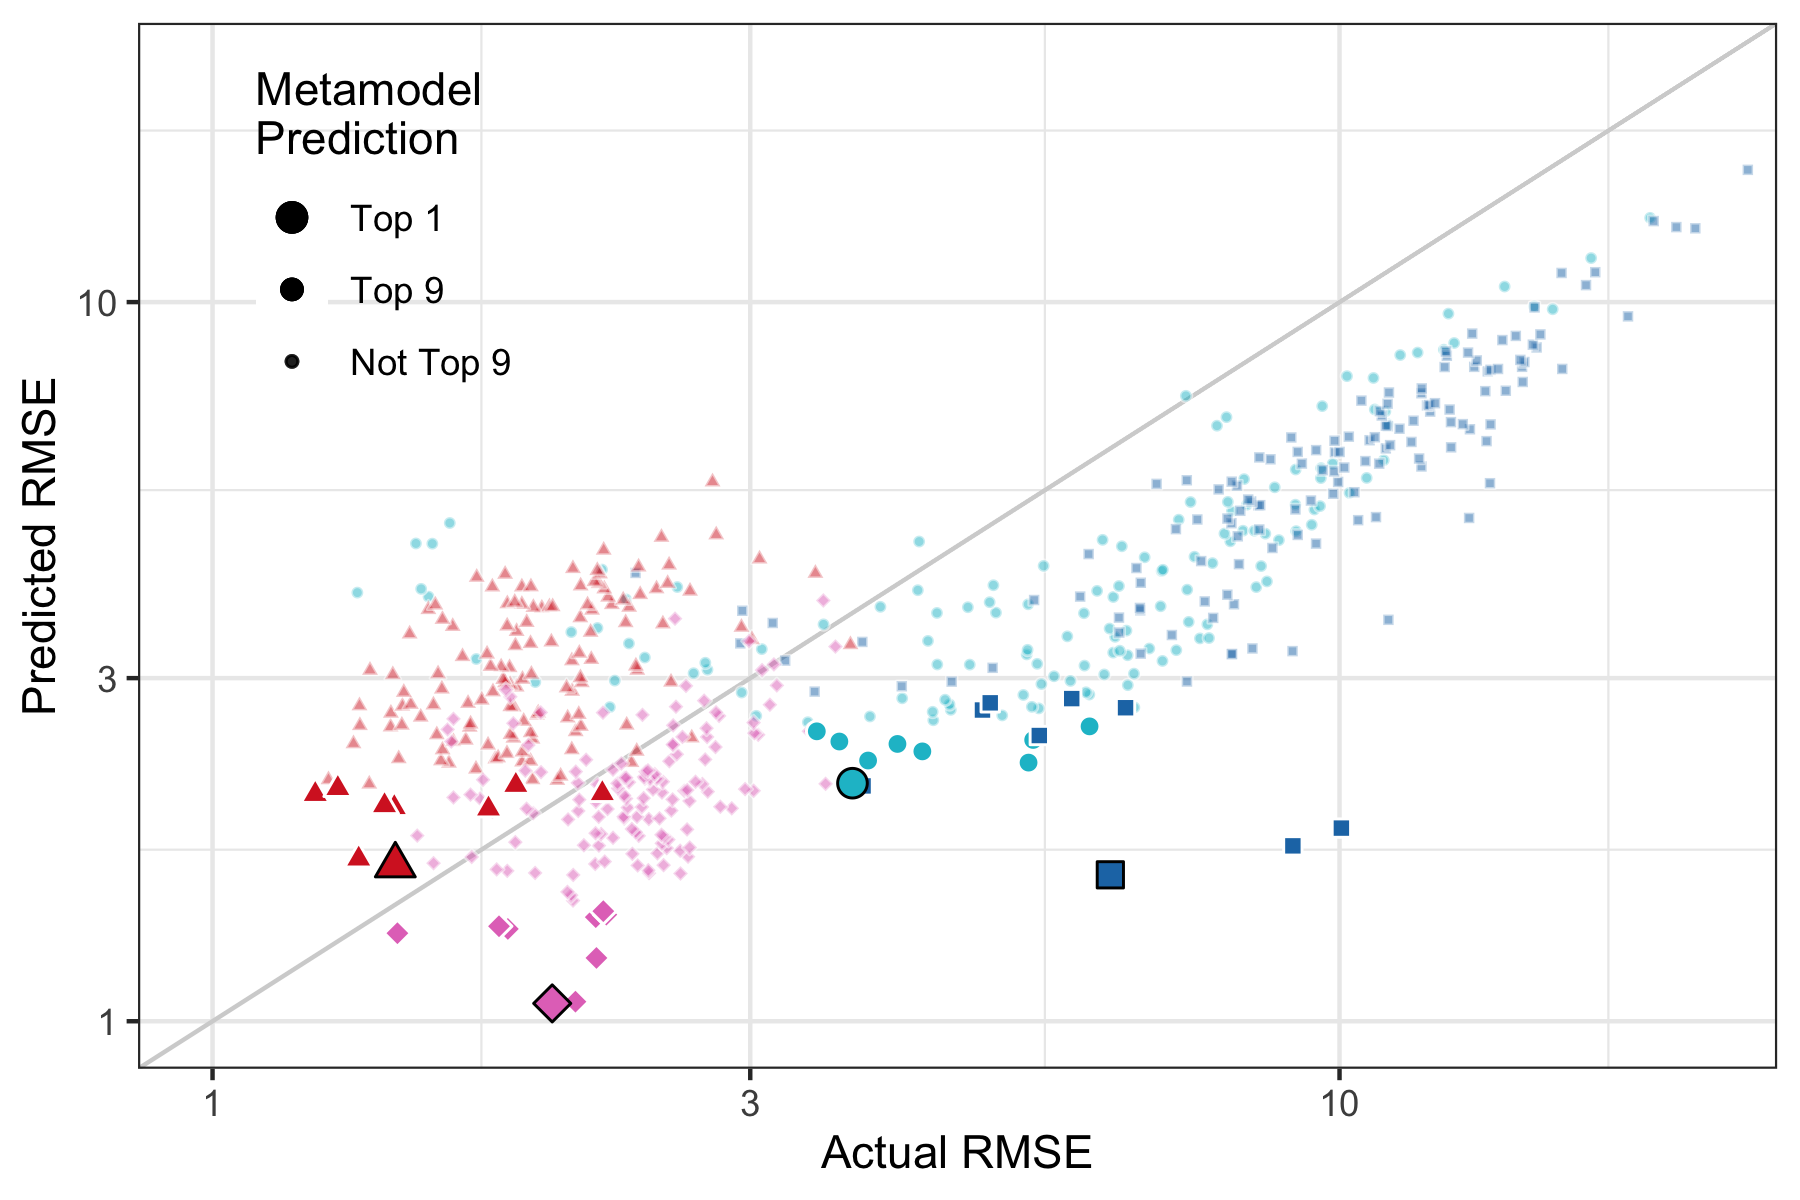 Metamodel
Prediction
Top 1
Top 9
Not Top 9
Predicted RMSE
10
3
1
1
3
10
Actual RMSE